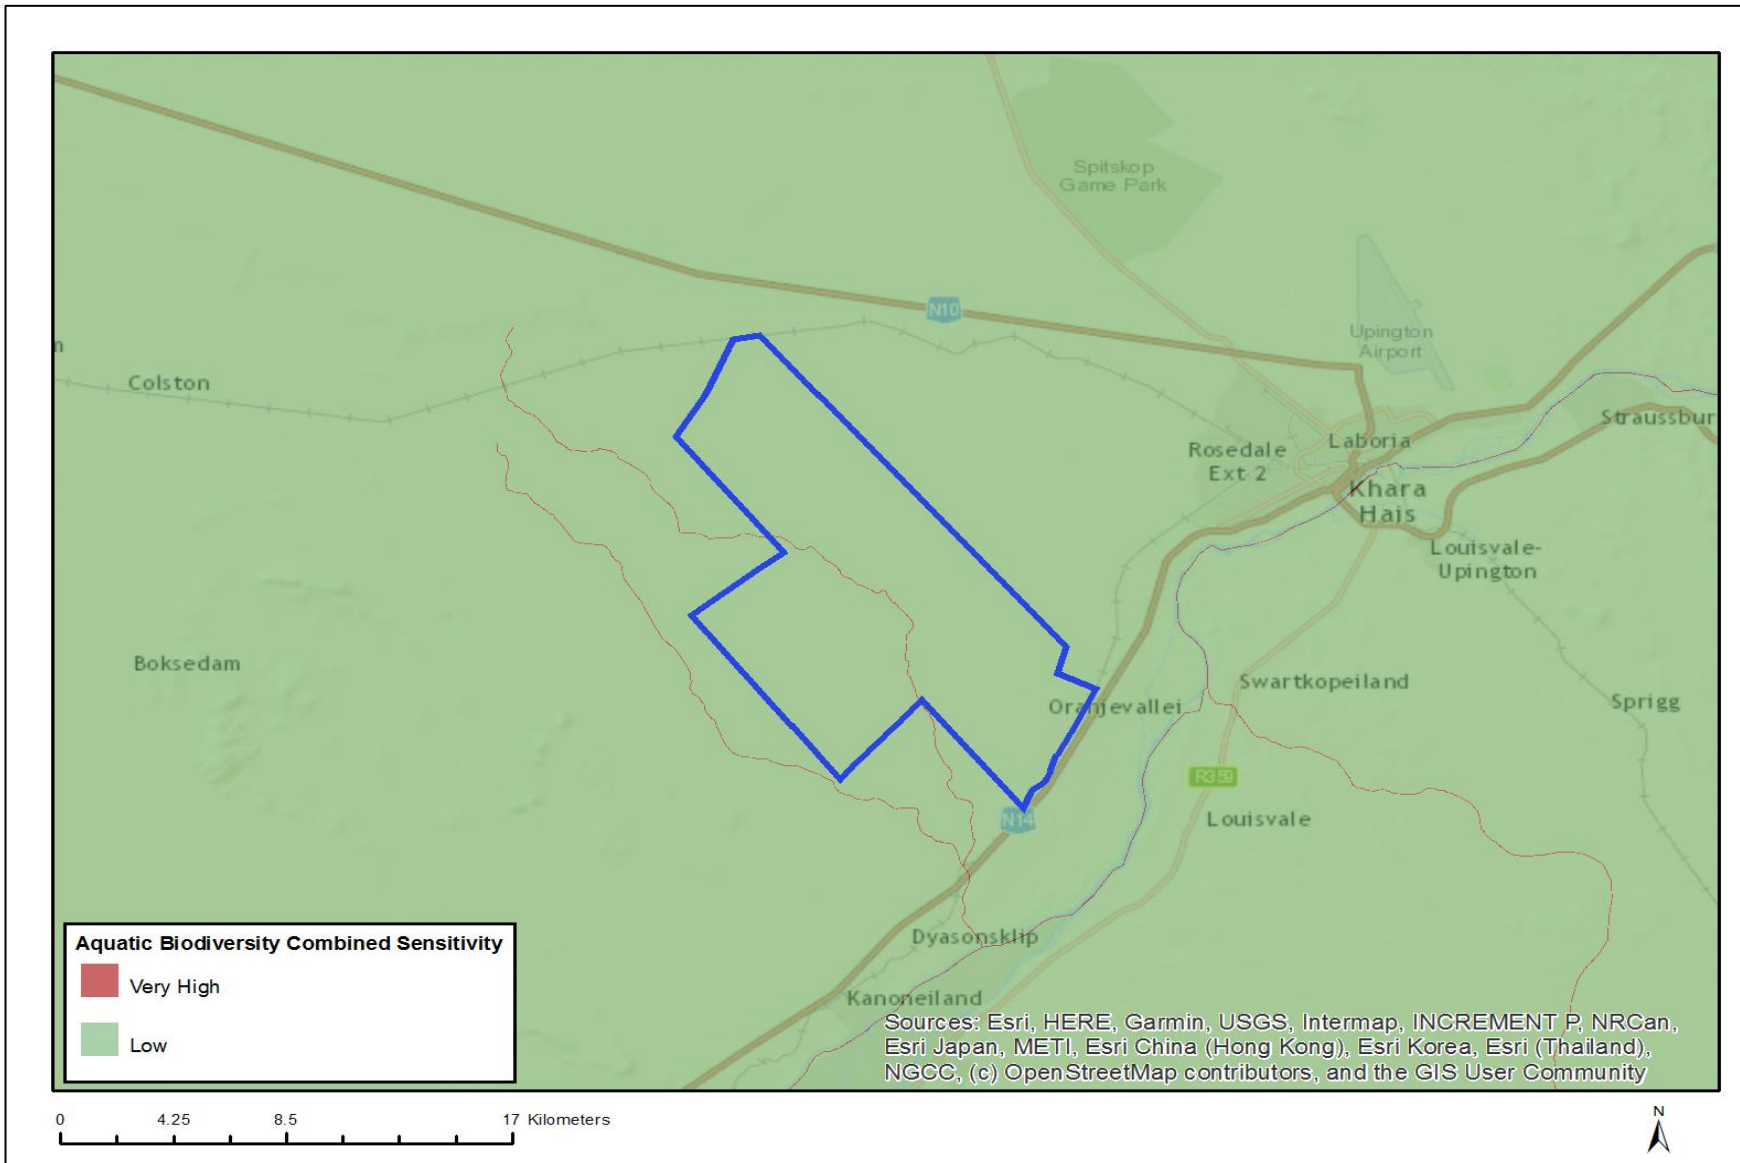 Spitskop
Game Park
N10
Upington
Airport
n
Colston
Straussbur
Laboria
Rosedale
Ext 2
Khara
Hais
Louisvale-
Upington
Boksedam
Swartkopeiland
Sprigg
Oranjevallei
R359
N14
Louisvale
Dyasonsklip
Kanoneiland
Aquatic Biodiversity Combined Sensitivity
Very High
Low
Sources: Esri, HERE, Garmin, USGS, Intermap, INCREMENT P, NRCan,
Esri Japan, METI, Esri China (Hong Kong), Esri Korea, Esri (Thailand),
NGCC, (c) OpenStreetMap contributors, and the GIS User Community
0 4.25 8.5 17 Kilometers
N